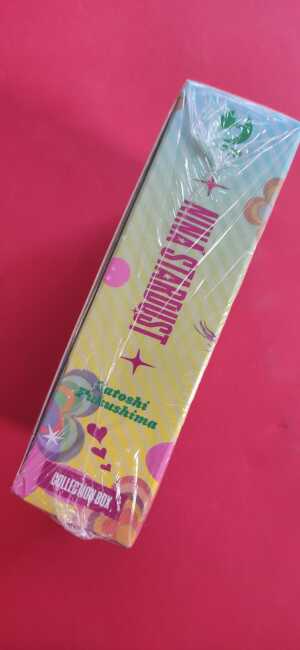 NINA STARDUST
Satoshi
Fukushima
COLLECTION BOX